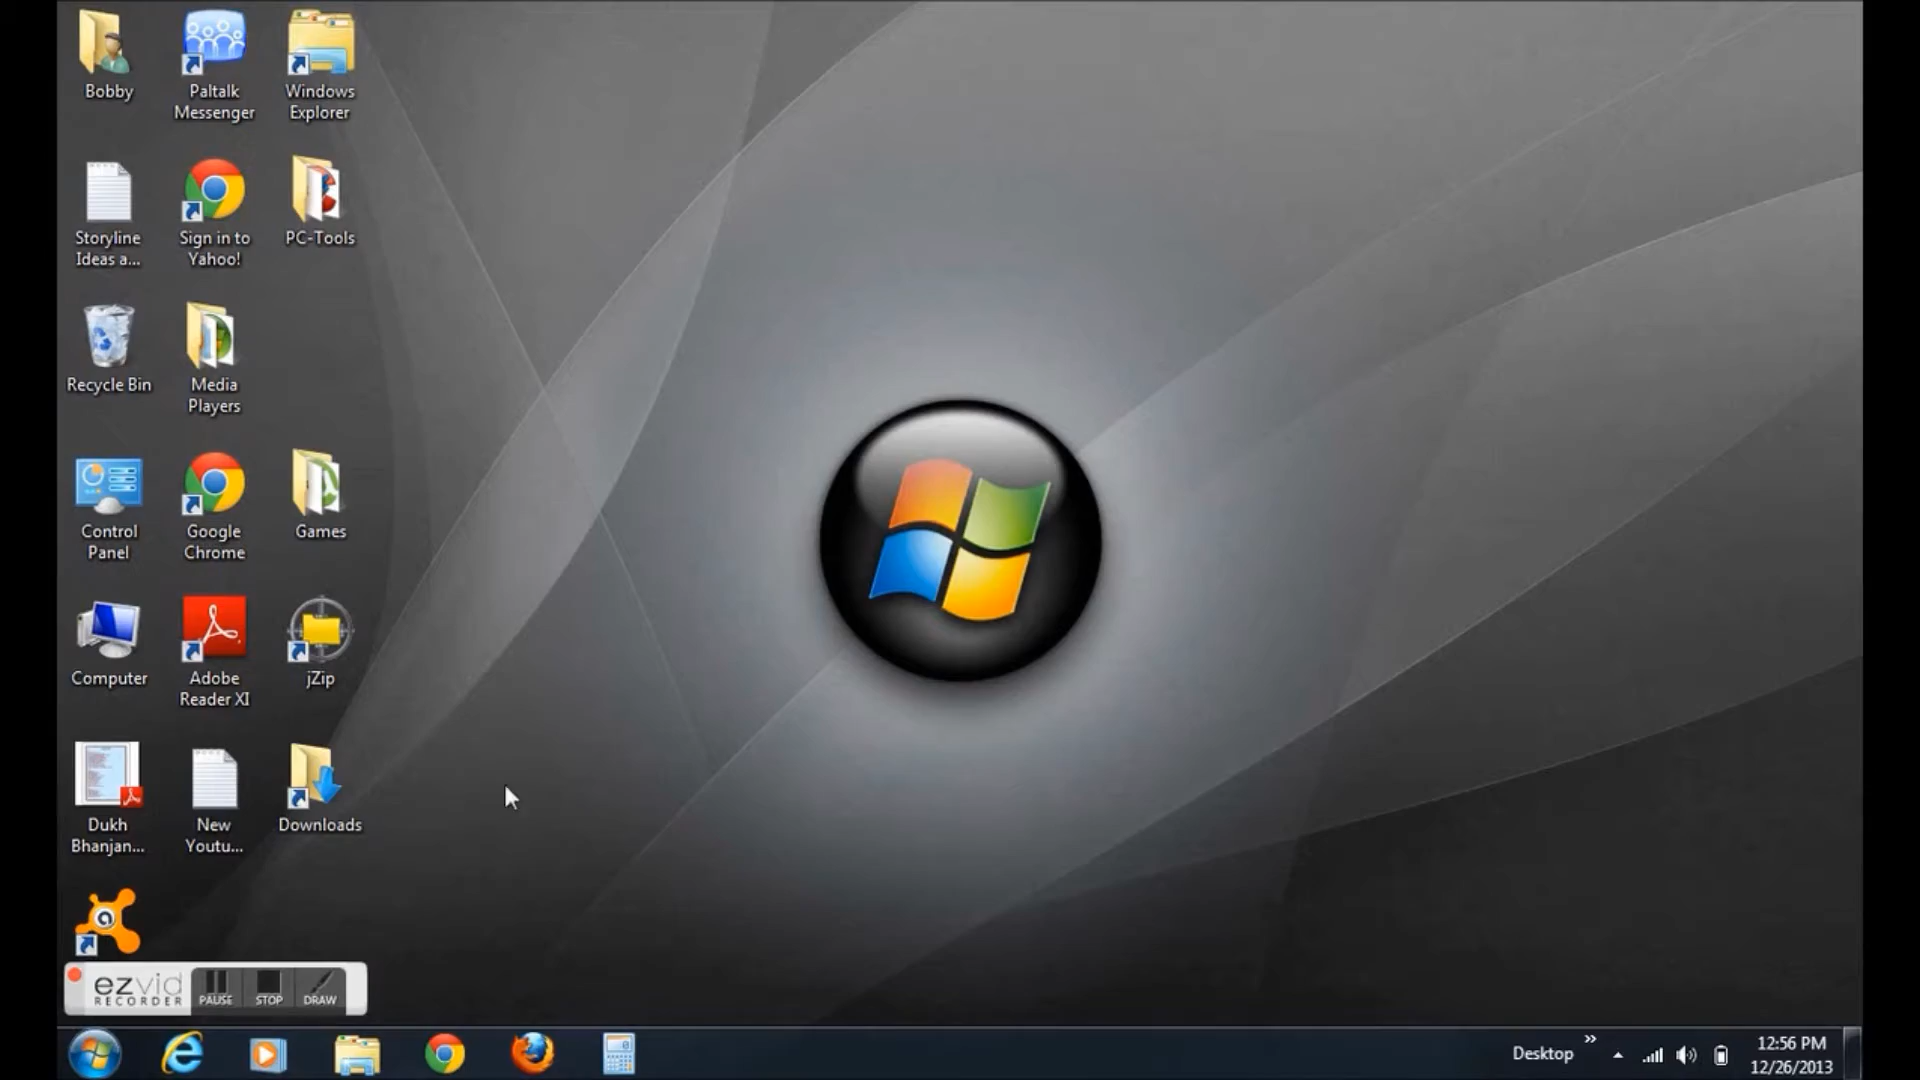 Bobby
Paltalk
Messenger
Windows
Explorer
Storyline
Ideas a...
Sign in to
Yahoo!
PC-Tools
Recycle Bin
Media
Players
Control
Panel
Google
Chrome
Games
Computer
Adobe
Reader XI
jZip
Dukh
Bhanjan...
New
Youtu...
Downloads
ezvid
RECORDER
PAUSE
STOP
DRAW
Desktop
12:56 PM
12/26/2013